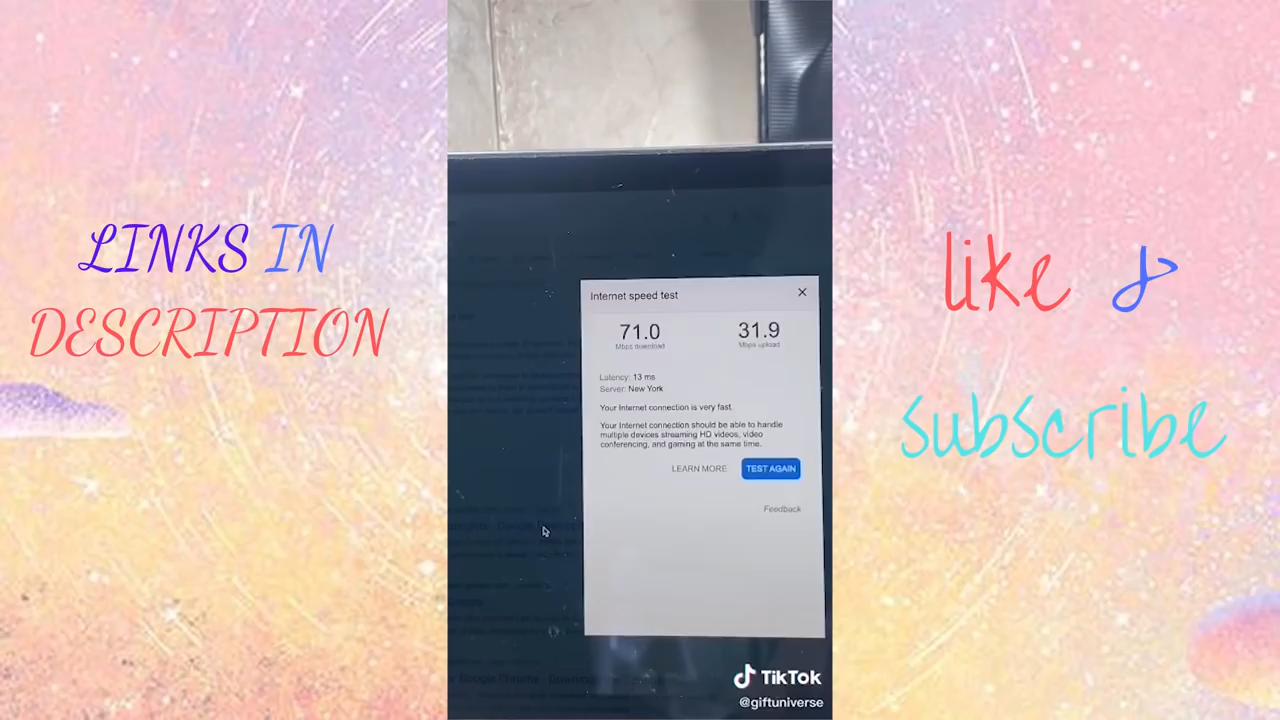 LINKS IN
DESCRIPTION
Internet speed test
71.0
Mbps download
31.9
Mbps upload
Latency: 13 ms
Server: New York
Your Internet connection is very fast.
Your Internet connection should be able to handle
multiple devices streaming HD videos, video
conferencing, and gaming at the same time.
LEARN MORE
TEST AGAIN
Feedback
TikTok
@giftuniverse
like &
subscribe